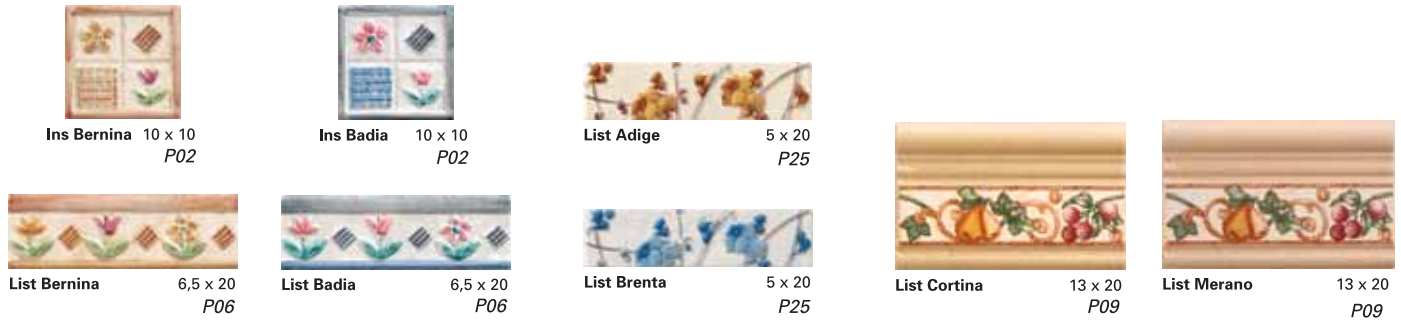 Ins Bernina 10 x 10
P02
Ins Badia 10 x 10
P02
List Adige 5 x 20
P25
List Bernina 6,5 x 20
P06
List Badia 6,5 x 20
P06
List Brenta 5 x 20
P25
List Cortina 13 x 20
P09
List Merano 13 x 20
P09